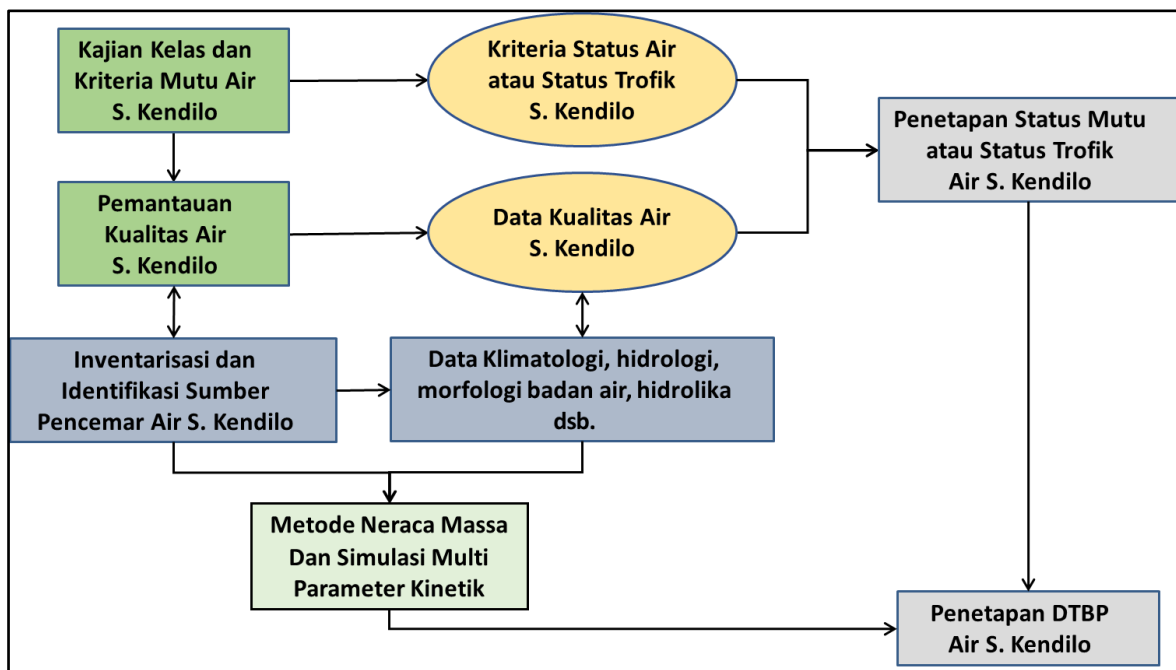 Kajian Kelas dan
Kriteria Mutu Air
S. Kendilo
Kriteria Status Air
atau Status Trofik
S. Kendilo
Penetapan Status Mutu
atau Status Trofik
Air S. Kendilo
Pemantauan
Kualitas Air
S. Kendilo
Data Kualitas Air
S. Kendilo
Inventarisasi dan
Identifikasi Sumber
Pencemar Air S. Kendilo
Data Klimatologi, hidrologi,
morfologi badan air, hidrolika
dsb.
Metode Neraca Massa
Dan Simulasi Multi
Parameter Kinetik
Penetapan DTBP
Air S. Kendilo